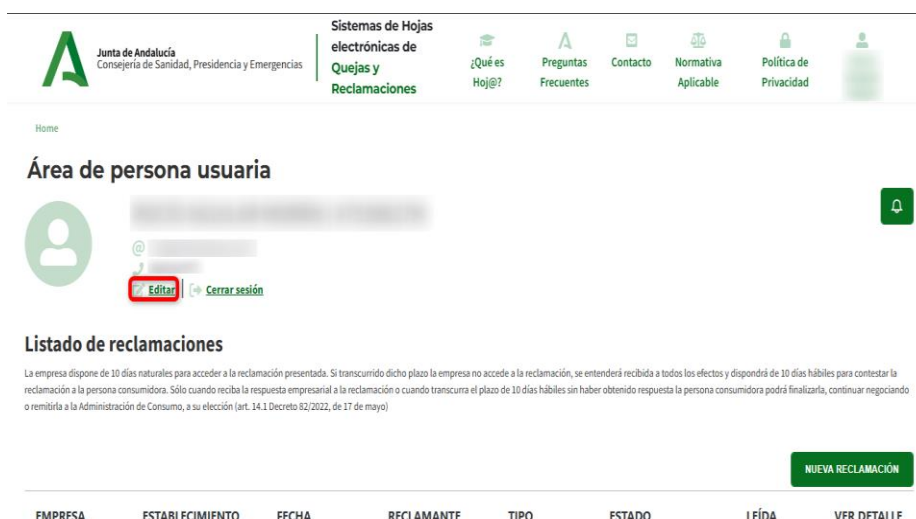 Junta de Andalucía
Consejería de Sanidad, Presidencia y Emergencias
Sistemas de Hojas
electrónicas de
Quejas y
Reclamaciones
¿Qué es
Hoj@?
Preguntas
Frecuentes
Contacto
Normativa
Aplicable
Política de
Privacidad
Home
Área de persona usuaria
@
Editar Cerrar sesión
Listado de reclamaciones
La empresa dispone de 10 días naturales para acceder a la reclamación presentada. Si transcurrido dicho plazo la empresa no accede a la reclamación, se entenderá recibida a todos los efectos y dispondrá de 10 días hábiles para contestar la
reclamación a la persona consumidora. Sólo cuando reciba la respuesta empresarial a la reclamación o cuando transcurra el plazo de 10 días hábiles sin haber obtenido respuesta la persona consumidora podrá finalizarla, continuar negociando
o remitirla a la Administración de Consumo, a su elección (art. 14.1 Decreto 82/2022, de 17 de mayo)
NUEVA RECLAMACIÓN
EMPRESA ESTABLECIMIENTO FECHA RECLAMANTE TIPO ESTADO LEÍDA VER DETALLE